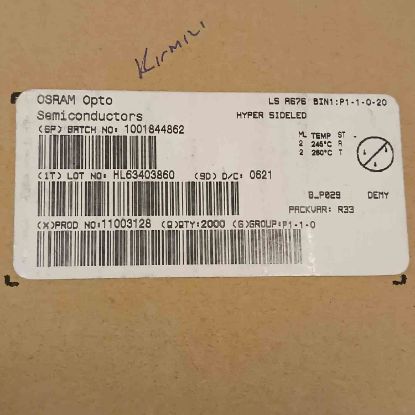 Kırmızı
OSRAM Opto
Semiconductors
LS A676 BIN1:P1-1-0-20
HYPER SIDELED
(6P) BATCH NO: 1001844862
ML TEMP ST
2 245°C R
2 260°C T
(1T) LOT NO: HL63403860 (9D) D/C: 0621
B_P029 DEMY
PACKVAR: R33
(X)PROD NO:11003128 (Q)QTY:2000 (G)GROUP:P1-1-0